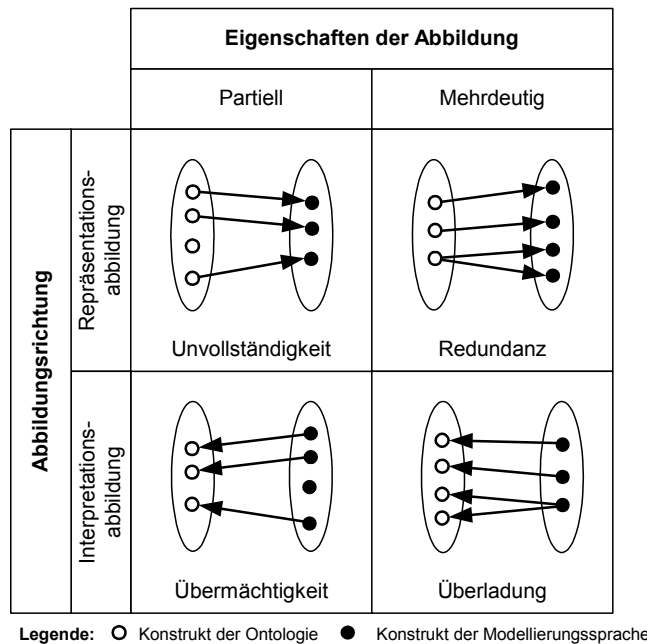 Eigenschaften der Abbildung
Partiell
Mehrdeutig
Abbildungsrichtung
Repräsentations-
abbildung
Unvollständigkeit
Redundanz
Interpretations-
abbildung
Übermächtigkeit
Überladung
Legende: Konstrukt der Ontologie Konstrukt der Modellierungssprache